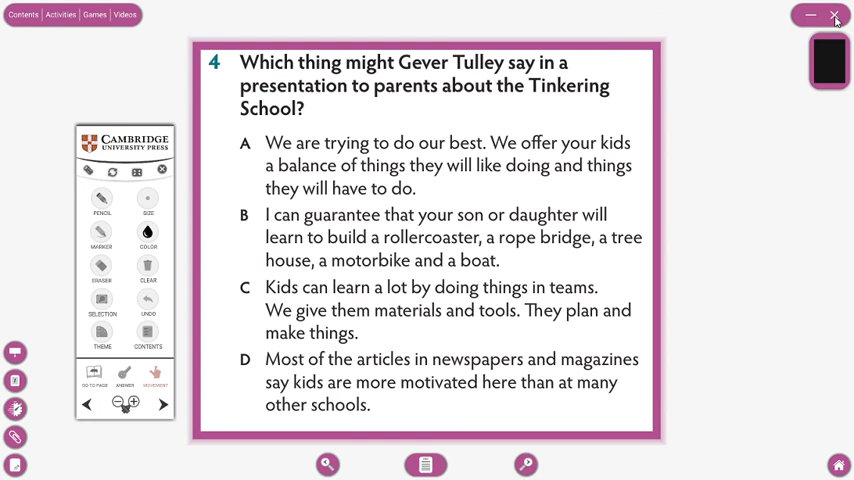 Contents Activities Games Videos
4 Which thing might Gever Tulley say in a
presentation to parents about the Tinkering
School?
A We are trying to do our best. We offer your kids
a balance of things they will like doing and things
they will have to do.
B I can guarantee that your son or daughter will
learn to build a rollercoaster, a rope bridge, a tree
house, a motorbike and a boat.
C Kids can learn a lot by doing things in teams.
We give them materials and tools. They plan and
make things.
D Most of the articles in newspapers and magazines
say kids are more motivated here than at many
other schools.
CAMBRIDGE
UNIVERSITY PRESS
PENCIL SIZE
MARKER COLOR
ERASER CLEAR
SELECTION UNDO
THEME CONTENTS
GO TO PAGE ANSWER MOVEMENT